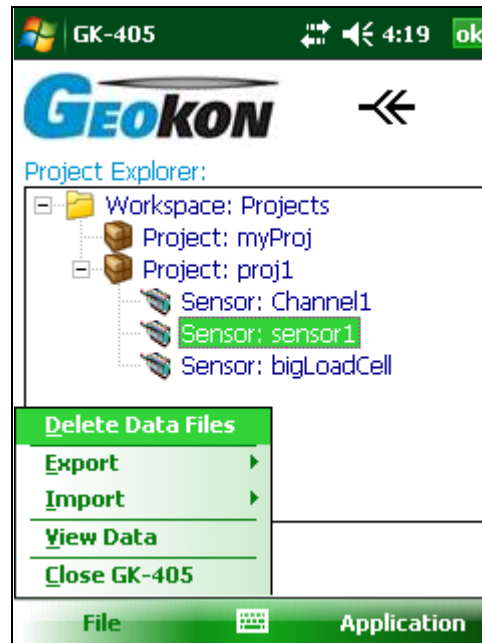 GK-405 4:19 ok
GEOKON
Project Explorer:
Workspace: Projects
Project: myProj
Project: proj1
Sensor: Channel1
Sensor: sensor1
Sensor: bigLoadCell
Delete Data Files
Export
Import
View Data
Close GK-405
File Application